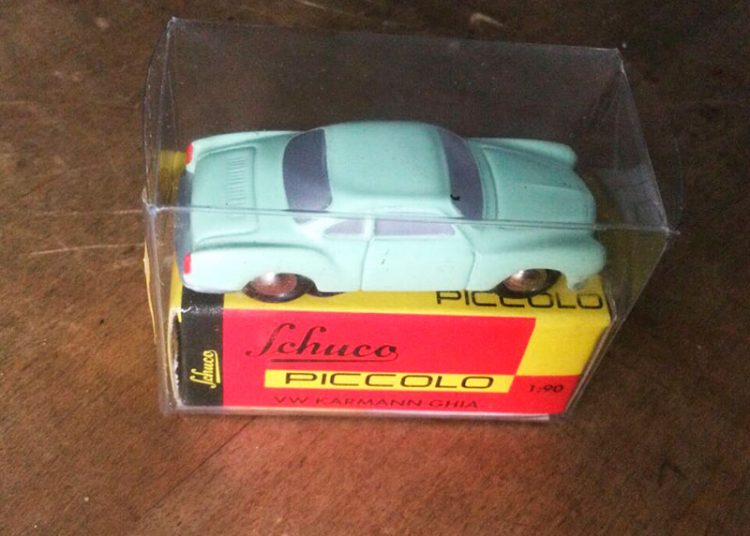 PICCOLO
Schuco
Schuco
PICCOLO
1:90
VW KARMANN GHIA